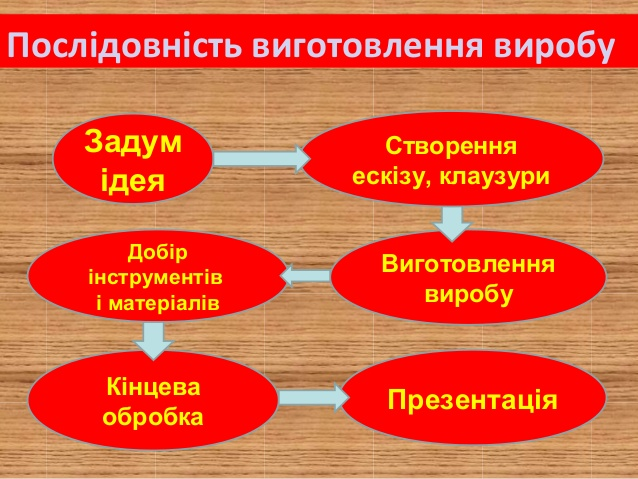 Послідовність виготовлення виробу
Задум
ідея
Створення
ескізу, клаузури
Виготовлення
виробу
Добір
інструментів
і матеріалів
Кінцева
обробка
Презентація